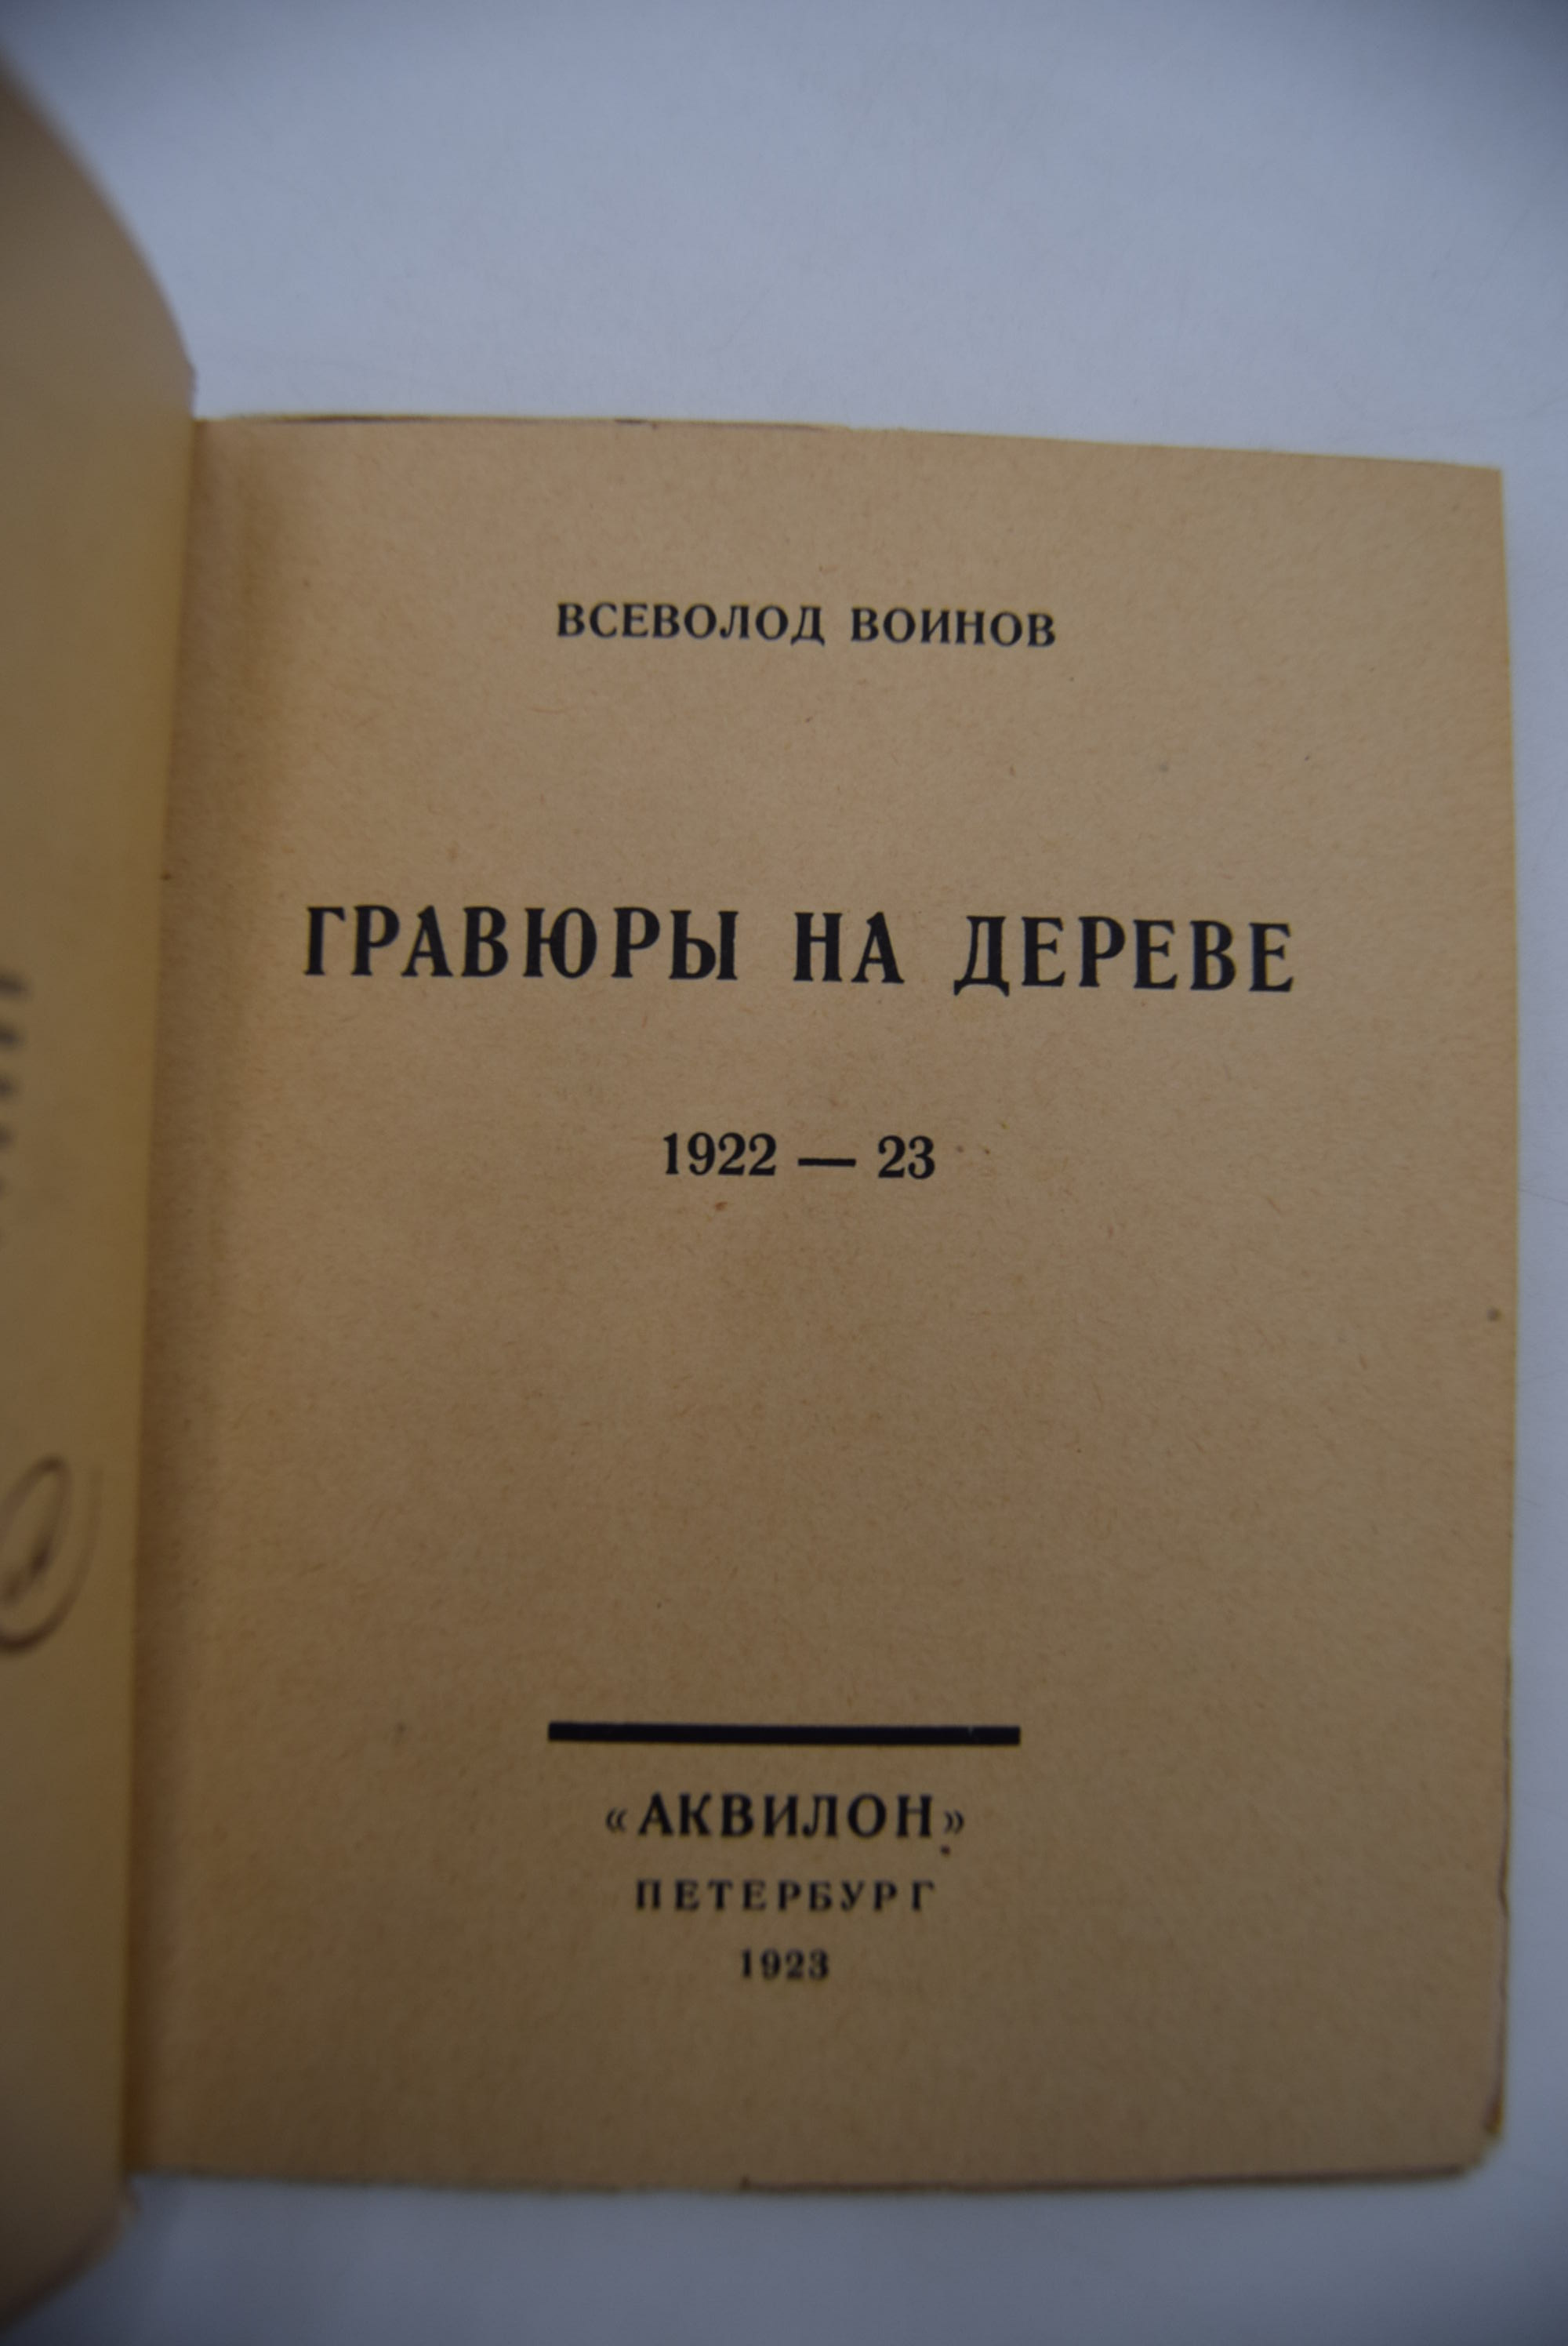 ВСЕВОЛОД ВОИНОВ
ГРАВЮРЫ НА ДЕРЕВЕ
1922 — 23
«АКВИЛОН»
ПЕТЕРБУРГ
1923